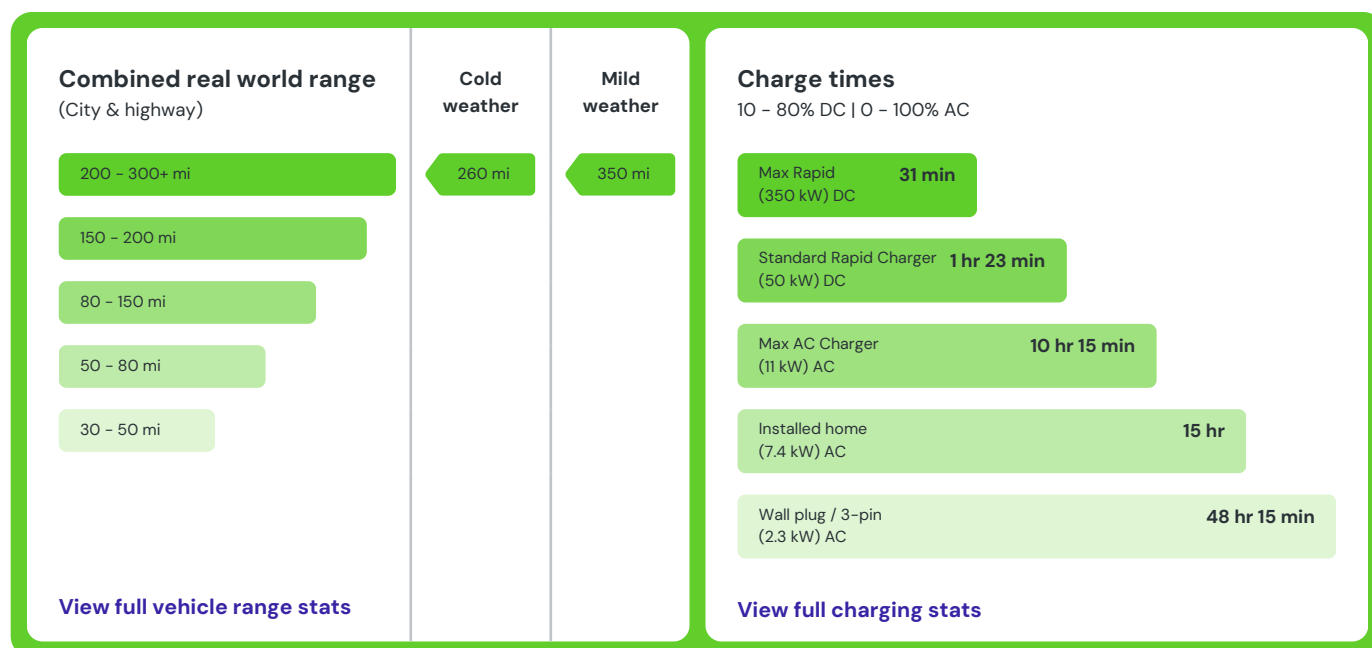 Combined real world range
(City & highway)
Cold
weather
Mild
weather
200 - 300+ mi
260 mi
350 mi
150 - 200 mi
80 - 150 mi
50 - 80 mi
30 - 50 mi
View full vehicle range stats
Charge times
10 - 80% DC | 0 - 100% AC
Max Rapid
(350 kW) DC
31 min
Standard Rapid Charger
(50 kW) DC
1 hr 23 min
Max AC Charger
(11 kW) AC
10 hr 15 min
Installed home
(7.4 kW) AC
15 hr
Wall plug / 3-pin
(2.3 kW) AC
48 hr 15 min
View full charging stats